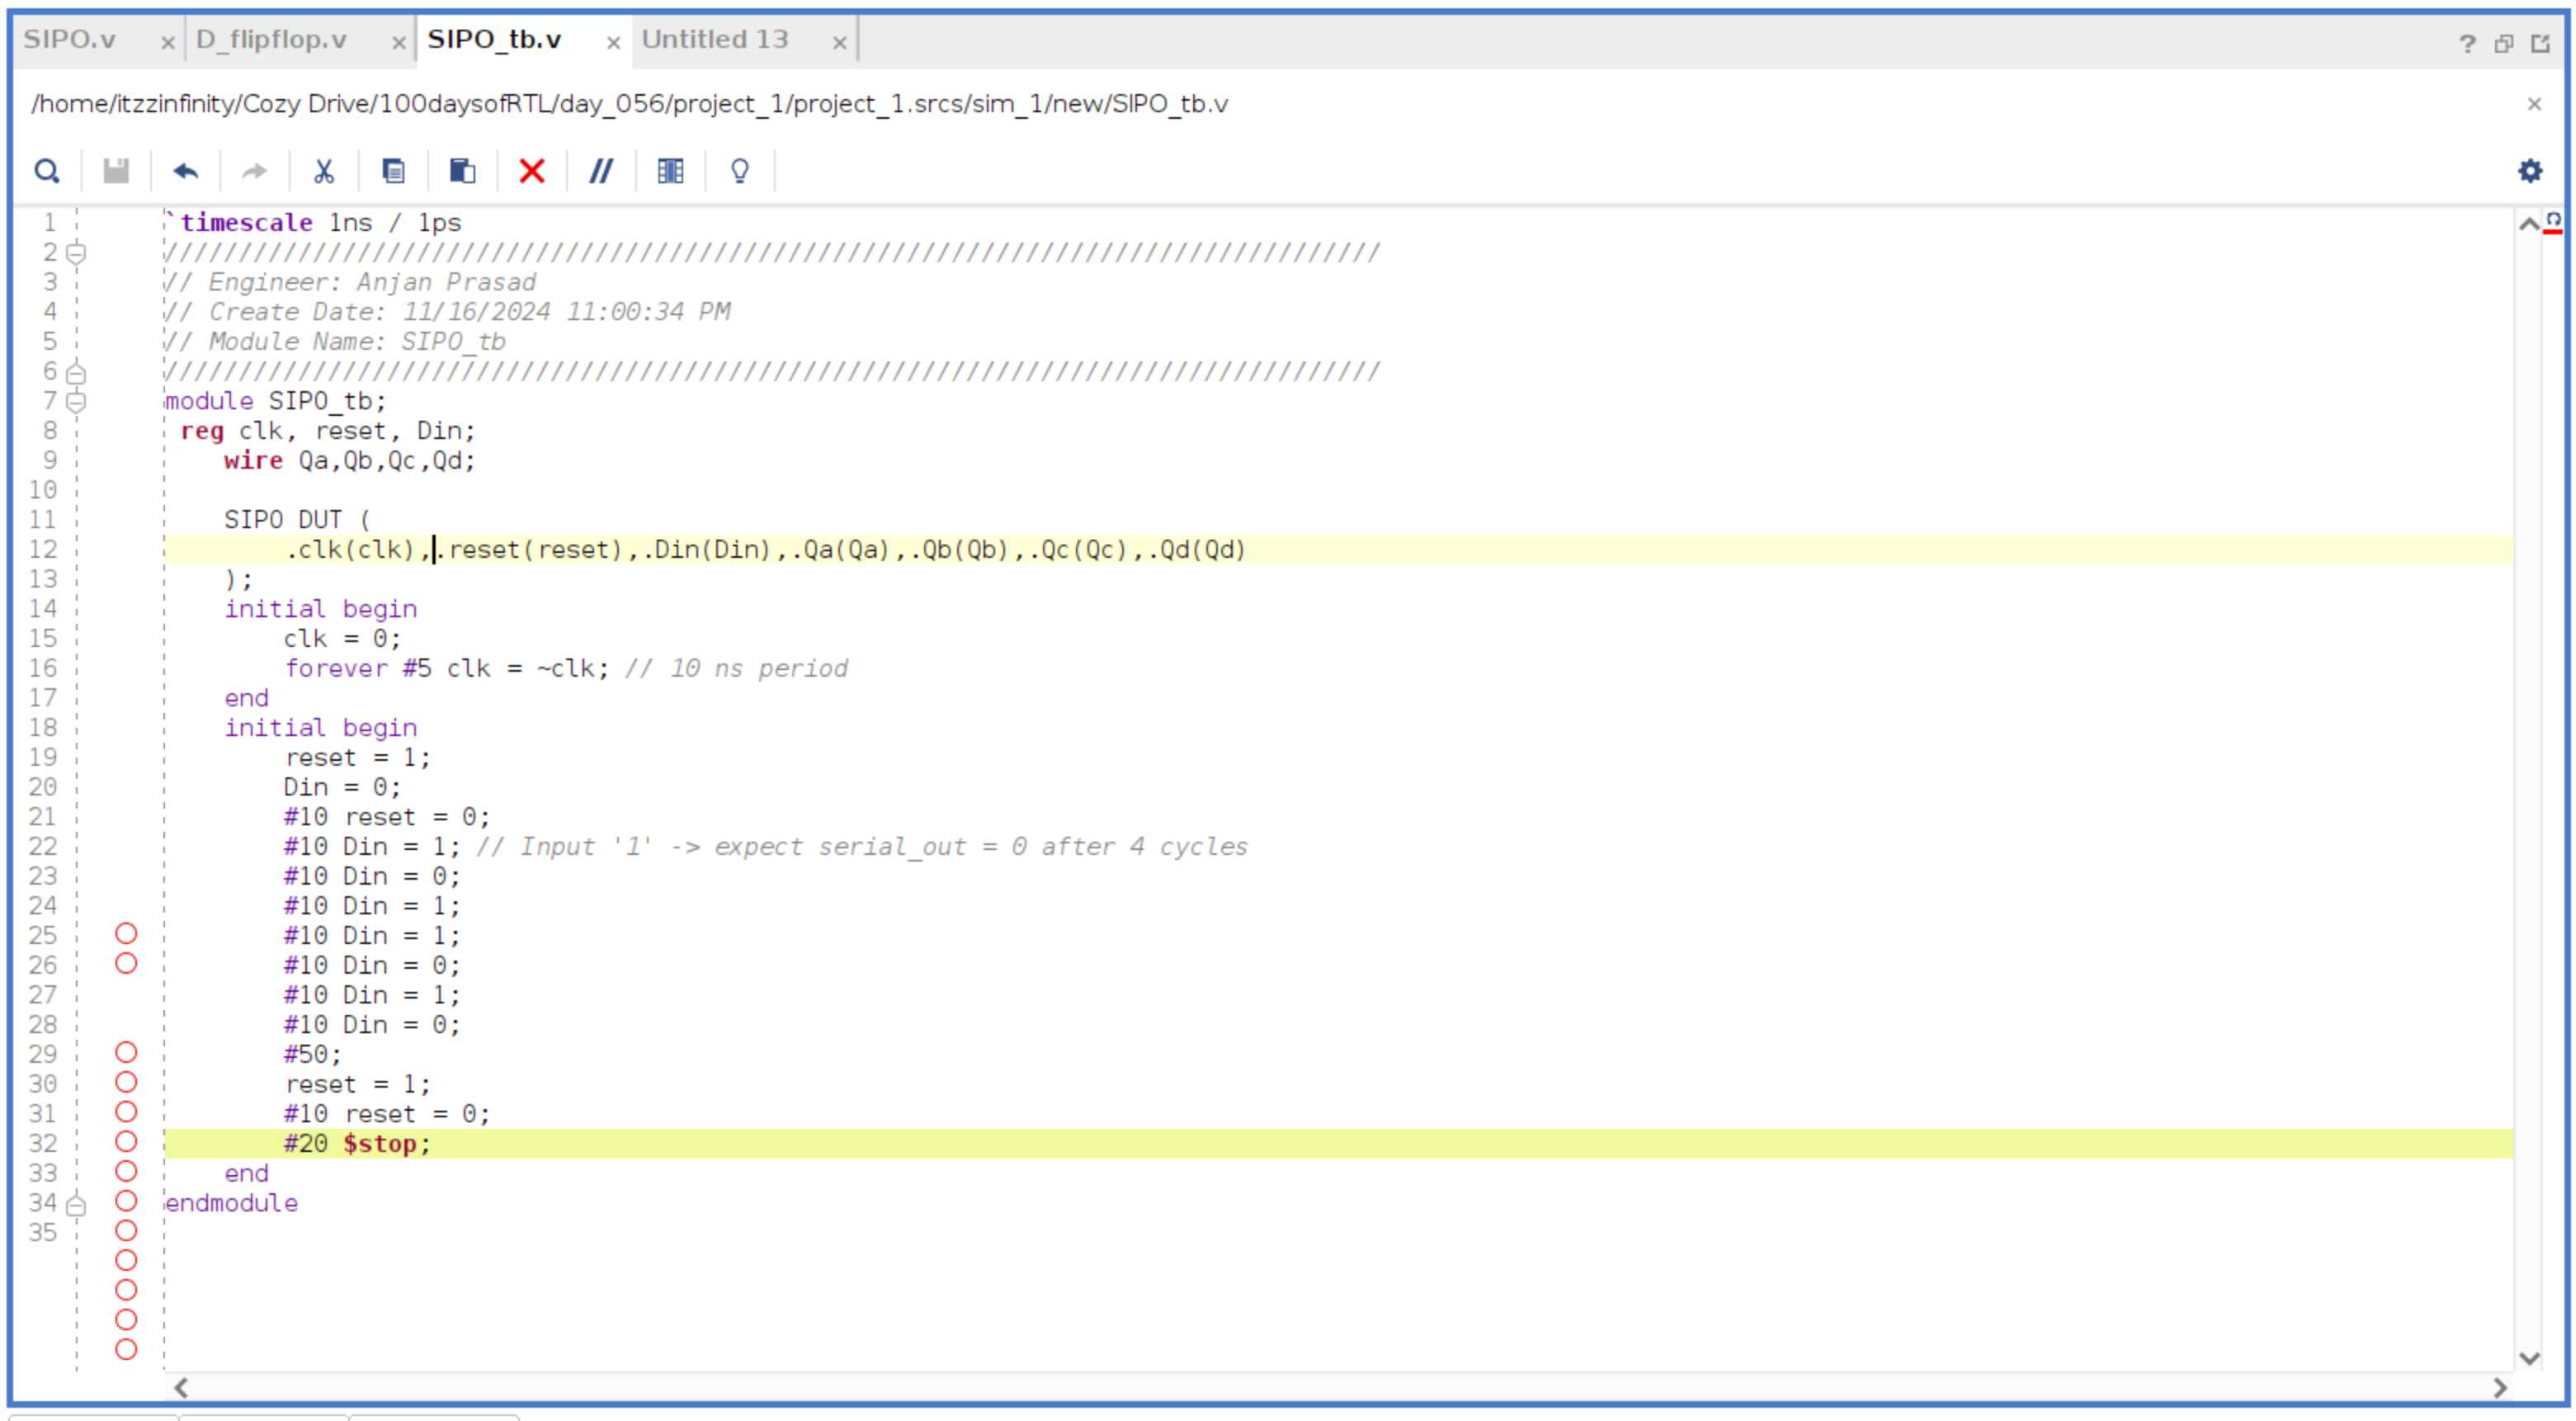 SIPO.v × D_flipflop.v × SIPO_tb.v × Untitled 13 × ?
/home/itzzinfinity/Cozy Drive/100daysofRTL/day_056/project_1/project_1.srcs/sim_1/new/SIPO_tb.v ×
1 `timescale 1ns / 1ps
2 //////////////////////////////////////////////////////////////////////////////////
3 // Engineer: Anjan Prasad
4 // Create Date: 11/16/2024 11:00:34 PM
5 // Module Name: SIPO_tb
6 //////////////////////////////////////////////////////////////////////////////////
7 module SIPO_tb;
8 reg clk, reset, Din;
9 wire Qa,Qb,Qc,Qd;
10
11 SIPO DUT (
12 .clk(clk),.reset(reset),.Din(Din),.Qa(Qa),.Qb(Qb),.Qc(Qc),.Qd(Qd)
13 );
14 initial begin
15 clk = 0;
16 forever #5 clk = ~clk; // 10 ns period
17 end
18 initial begin
19 reset = 1;
20 Din = 0;
21 #10 reset = 0;
22 #10 Din = 1; // Input '1' -> expect serial_out = 0 after 4 cycles
23 #10 Din = 0;
24 #10 Din = 1;
25 #10 Din = 1;
26 #10 Din = 0;
27 #10 Din = 1;
28 #10 Din = 0;
29 #50;
30 reset = 1;
31 #10 reset = 0;
32 #20 $stop;
33 end
34 endmodule
35